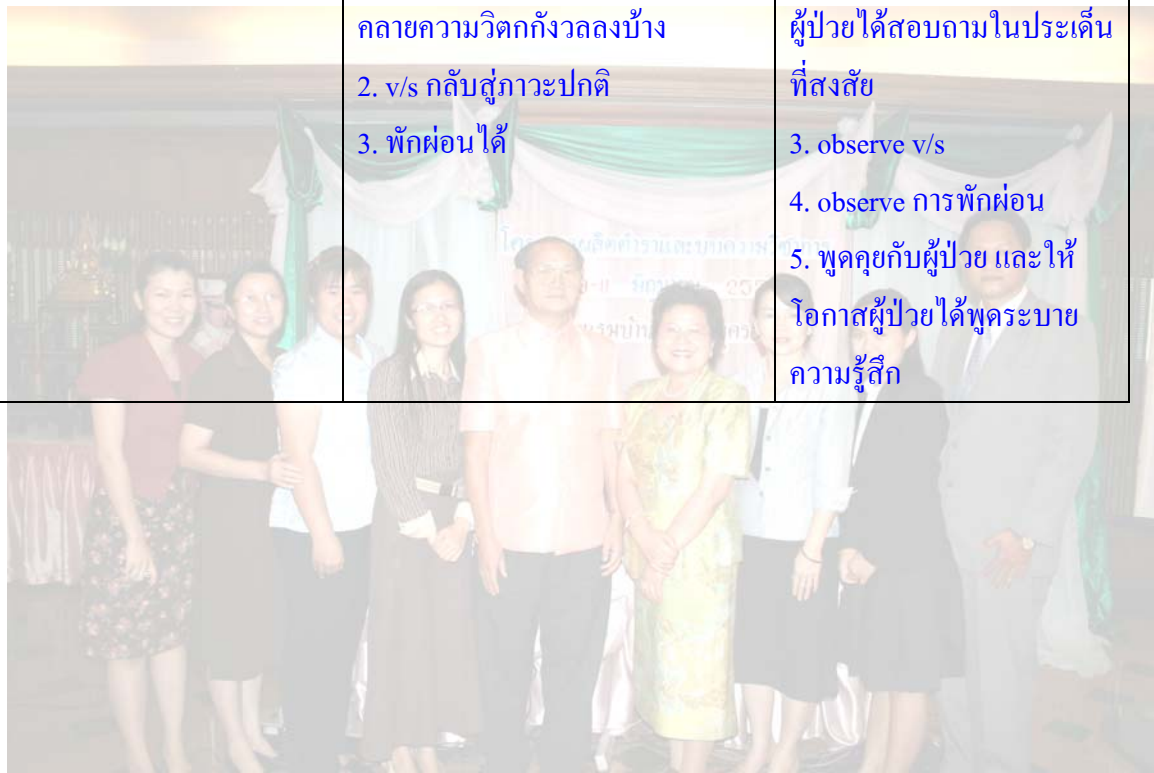 คลายความวิตกกังวลลงบ้าง
2. v/s กลับสู่ภาวะปกติ
3. พักผ่อนได้
ผู้ป่วยได้สอบถามในประเด็น
ที่สงสัย
3. observe v/s
4. observe การพักผ่อน
5. พูดคุยกับผู้ป่วย และให้
โอกาสผู้ป่วยได้พูดระบาย
ความรู้สึก